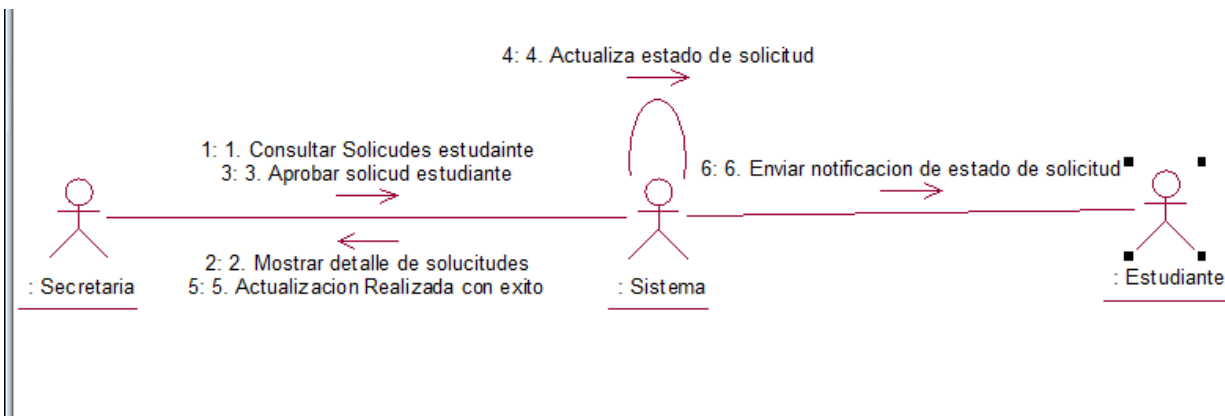 4: 4. Actualiza estado de solicitud
1: 1. Consultar Solicudes estudainte
3: 3. Aprobar solicud estudiante
6: 6. Enviar notificacion de estado de solicitud
2: 2. Mostrar detalle de solucitudes
5: 5. Actualizacion Realizada con exito
: Secretaria
: Sistema
: Estudiante